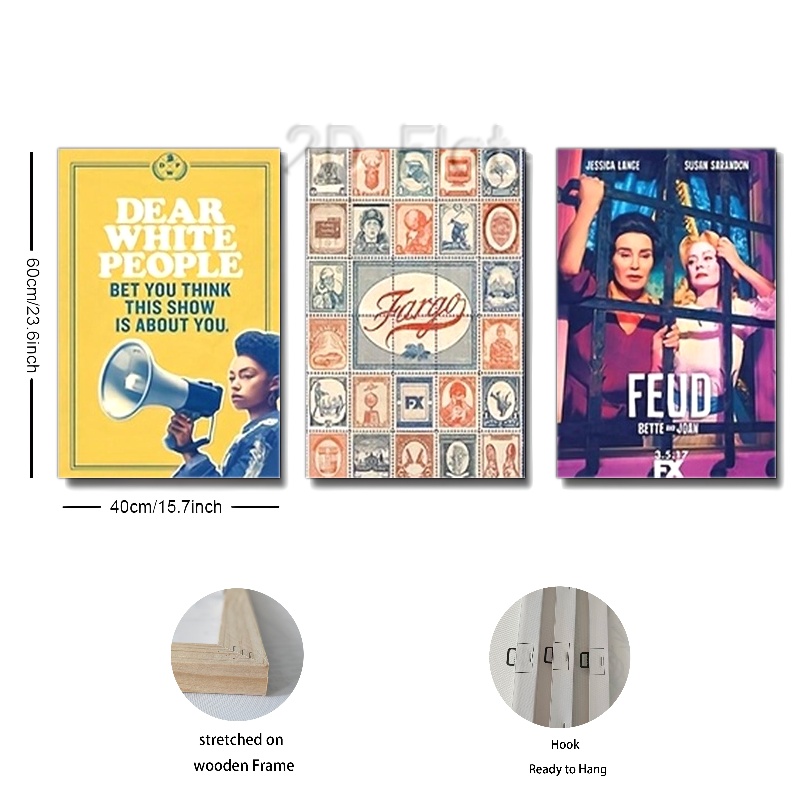 2D Flat
60cm/23.6inch
40cm/15.7inch
DEAR
WHITE
PEOPLE
BET YOU THINK
THIS SHOW
IS ABOUT YOU.
Fargo
FX
JESSICA LANGE
SUSAN SARANDON
FEUD
BETTE AND JOAN
3.5.17
FX
stretched on
wooden Frame
Hook
Ready to Hang